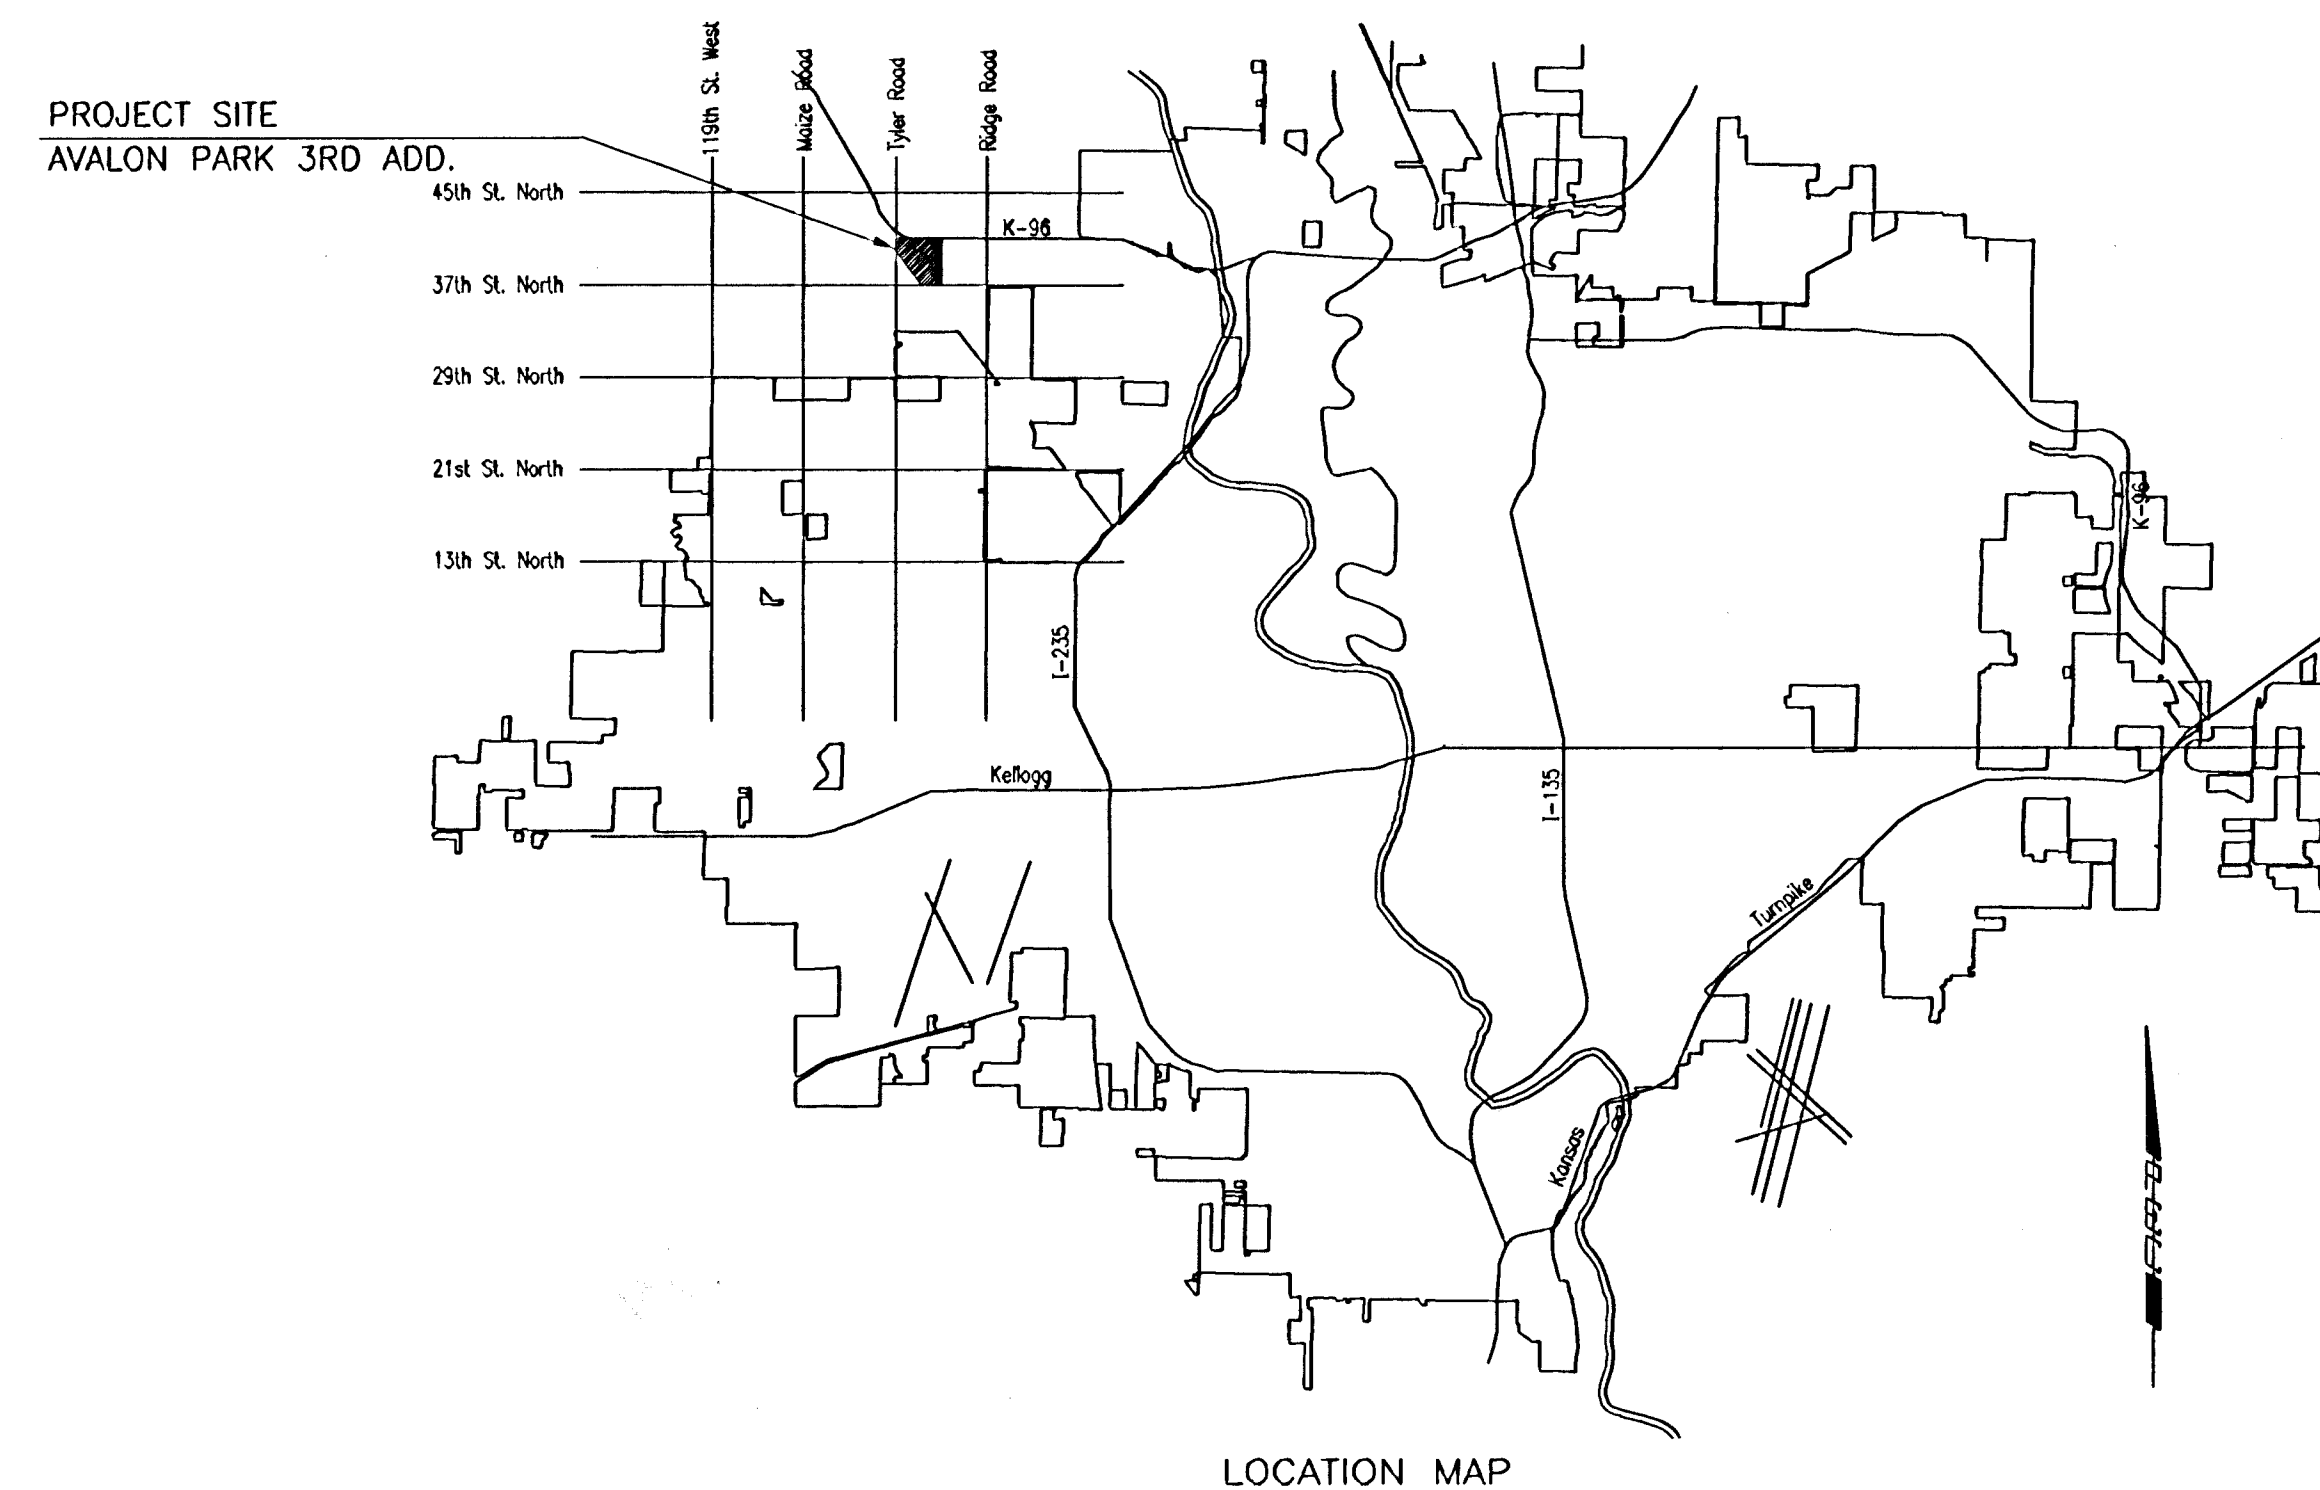 119th St. West
Maize Road
Tyler Road
Ridge Road
PROJECT SITE
AVALON PARK 3RD ADD.
45th St. North
K-96
37th St. North
29th St. North
21st St. North
K-96
13th St. North
I-235
Kellogg
I-135
Turnpike
Kansas
LOCATION MAP